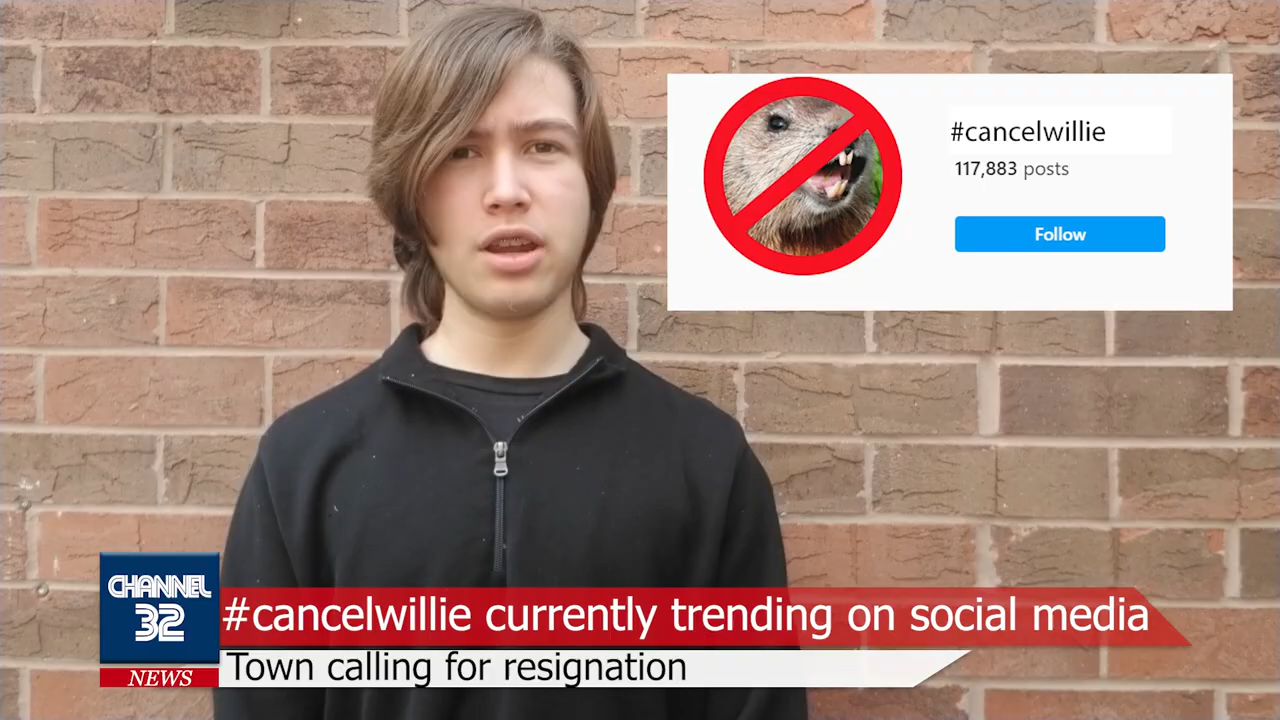 #cancelwillie
117,883 posts
Follow
CHANNEL
32
NEWS
#cancelwillie currently trending on social media
Town calling for resignation